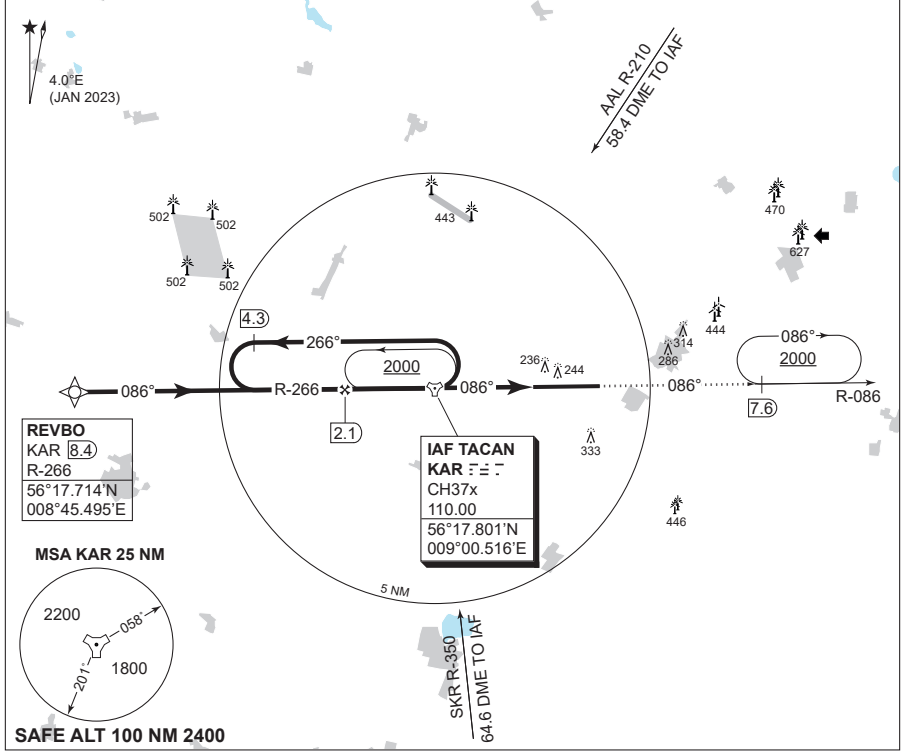 4.0°E
(JAN 2023)
AAL R-210
58.4 DME TO IAF
502
502
502
502
443
470
627
4.3
266°
2000
236
244
314
286
444
086°
2000
086°
R-266
086°
086°
R-086
2.1
7.6
333
446
REVBO
KAR 8.4
R-266
56°17.714'N
008°45.495'E
IAF TACAN
KAR
CH37x
110.00
56°17.801'N
009°00.516'E
5 NM
MSA KAR 25 NM
2200
058°
201°
1800
SKR R-350
64.6 DME TO IAF
SAFE ALT 100 NM 2400